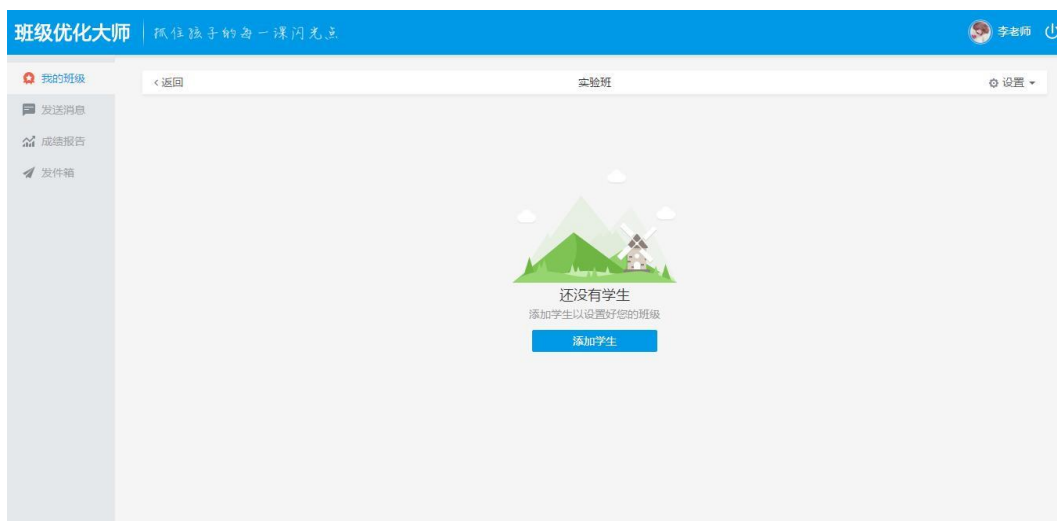 班级优化大师
抓住孩子的每一课闪光点
李老师
我的班级
发送消息
成绩报告
发件箱
<返回
实验班
设置
还没有学生
添加学生以设置好您的班级
添加学生